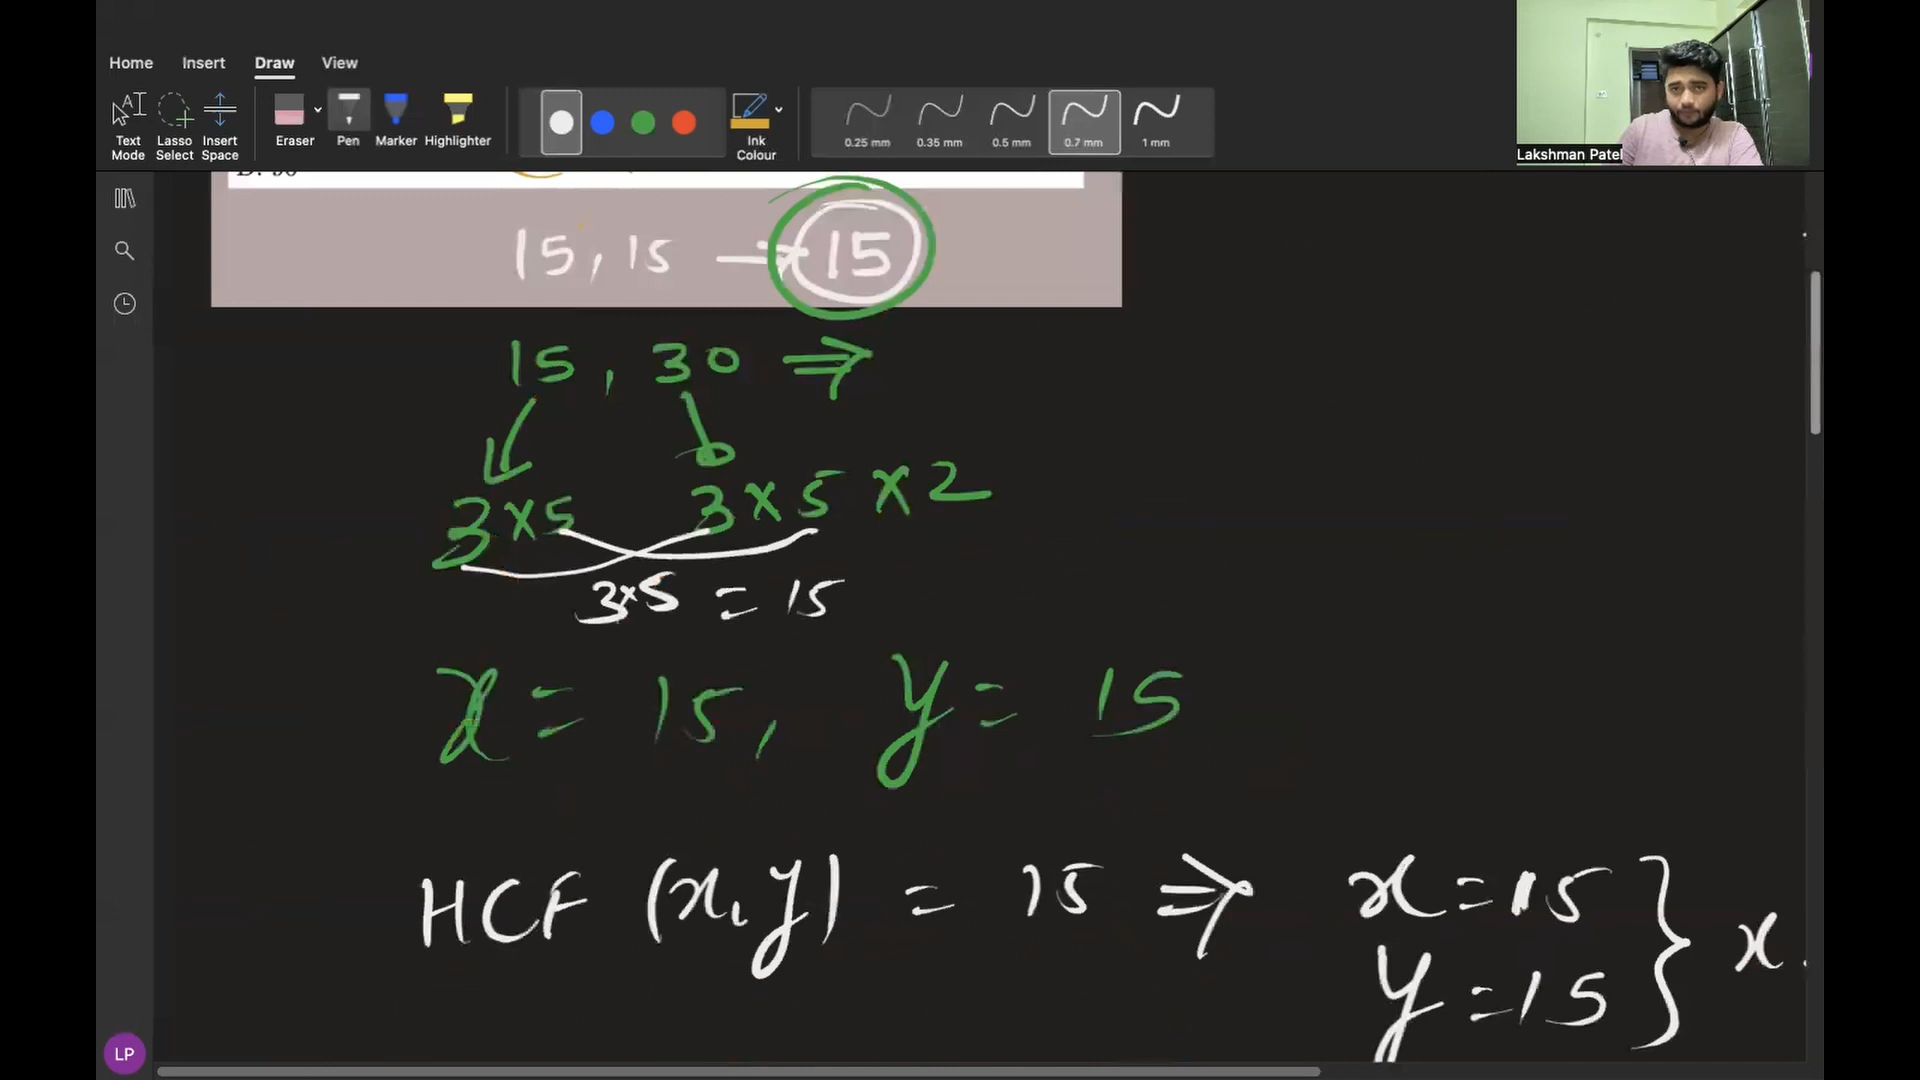 Home Insert Draw View
Text Mode Lasso Select Insert Space Eraser Pen Marker Highlighter Ink Colour 0.25 mm 0.35 mm 0.5 mm 0.7 mm 1 mm
Lakshman Patel
15, 15 → 15
15, 30 ⇒
3×5 3×5×2
3×5 = 15
x = 15, y = 15
HCF (x, y) = 15 ⇒ x = 15
y = 15 } x
LP